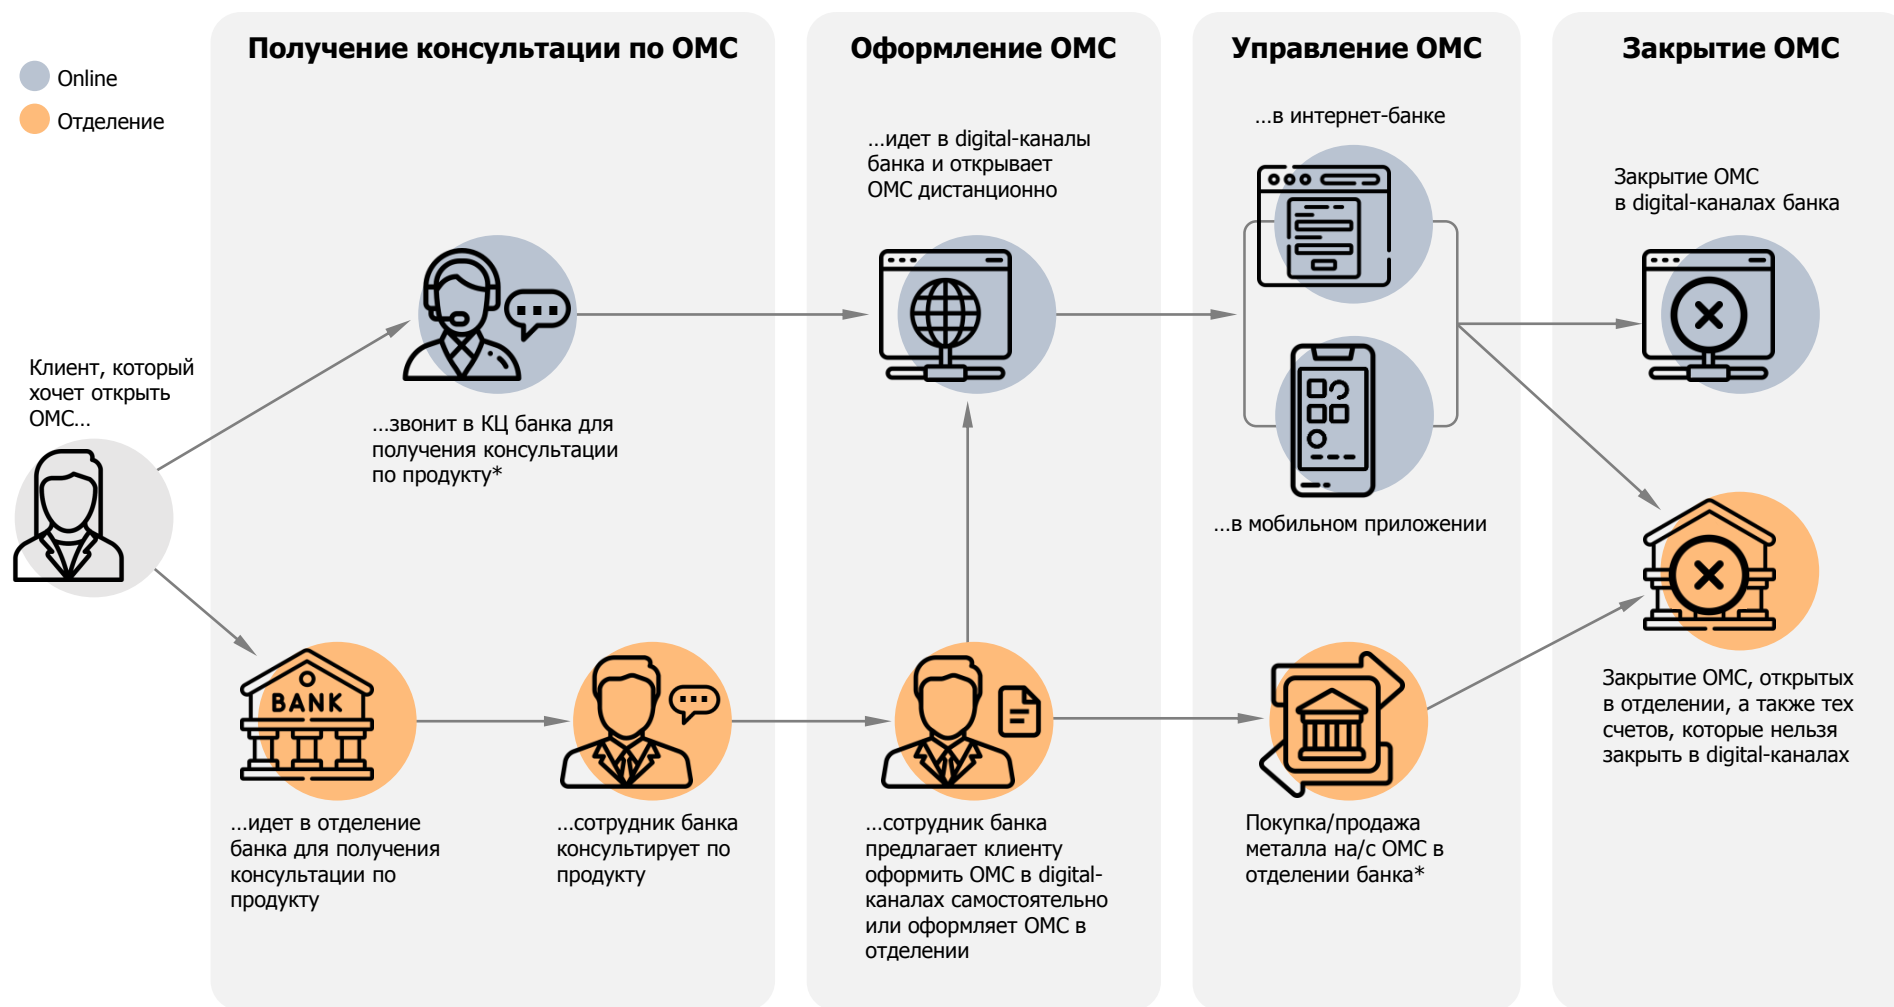 Получение консультации по ОМС
Оформление ОМС
Управление ОМС
Закрытие ОМС
Online
Отделение
Клиент, который
хочет открыть
ОМС...
...звонит в КЦ банка для
получения консультации
по продукту*
BANK
...идет в отделение
банка для получения
консультации по
продукту
...сотрудник банка
консультирует по
продукту
...идет в digital-каналы
банка и открывает
ОМС дистанционно
...сотрудник банка
предлагает клиенту
оформить ОМС в digital-
каналах самостоятельно
или оформляет ОМС в
отделении
...в интернет-банке
...в мобильном приложении
Покупка/продажа
металла на/с ОМС в
отделении банка*
Закрытие ОМС
в digital-каналах банка
Закрытие ОМС, открытых
в отделении, а также тех
счетов, которые нельзя
закрыть в digital-каналах